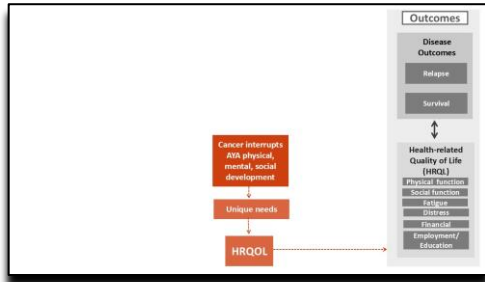 Outcomes
Disease
Outcomes
Relapse
Survival
Cancer interrupts
AYA physical,
mental, social
development
Unique needs
HRQOL
Health-related
Quality of Life
(HRQL)
Physical function
Social function
Fatigue
Distress
Financial
Employment/
Education